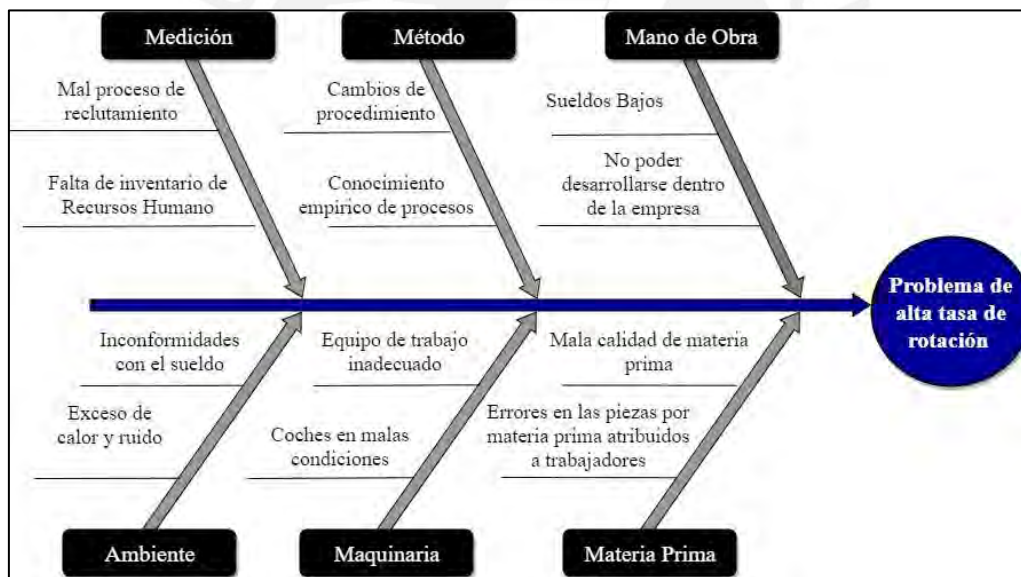 Medición
Método
Mano de Obra
Mal proceso de
reclutamiento
Falta de inventario de
Recursos Humano
Cambios de
procedimiento
Conocimiento
empírico de procesos
Sueldos Bajos
No poder
desarrollarse dentro
de la empresa
Problema de
alta tasa de
rotación
Inconformidades
con el sueldo
Exceso de
calor y ruido
Equipo de trabajo
inadecuado
Coches en malas
condiciones
Mala calidad de materia
prima
Errores en las piezas por
materia prima atribuidos
a trabajadores
Ambiente
Maquinaria
Materia Prima